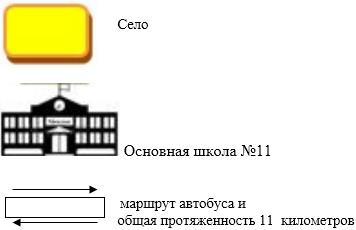 Село
Основная школа №11
маршрут автобуса и
общая протяженность 11 километров